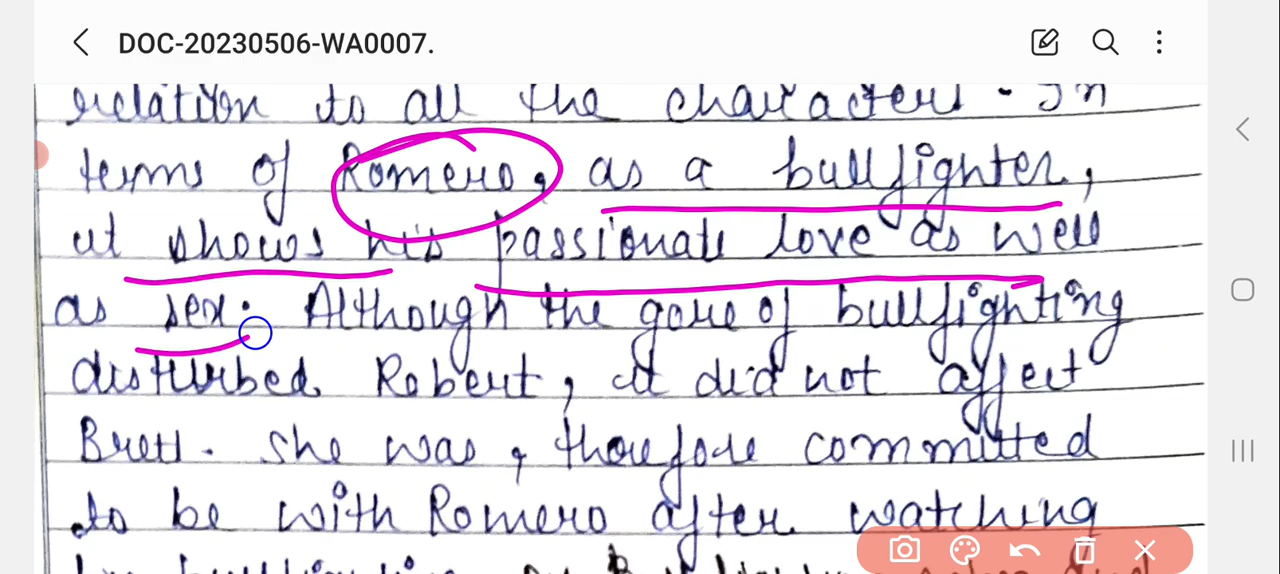 DOC-20230506-WA0007.
relation to all the characters. In
terms of Romero, as a bullfighter,
it shows his passionate love as well
as sex. Although the gore of bullfighting
disturbed Robert, it did not affect
Brett. She was, therefore committed
to be with Romero after watching